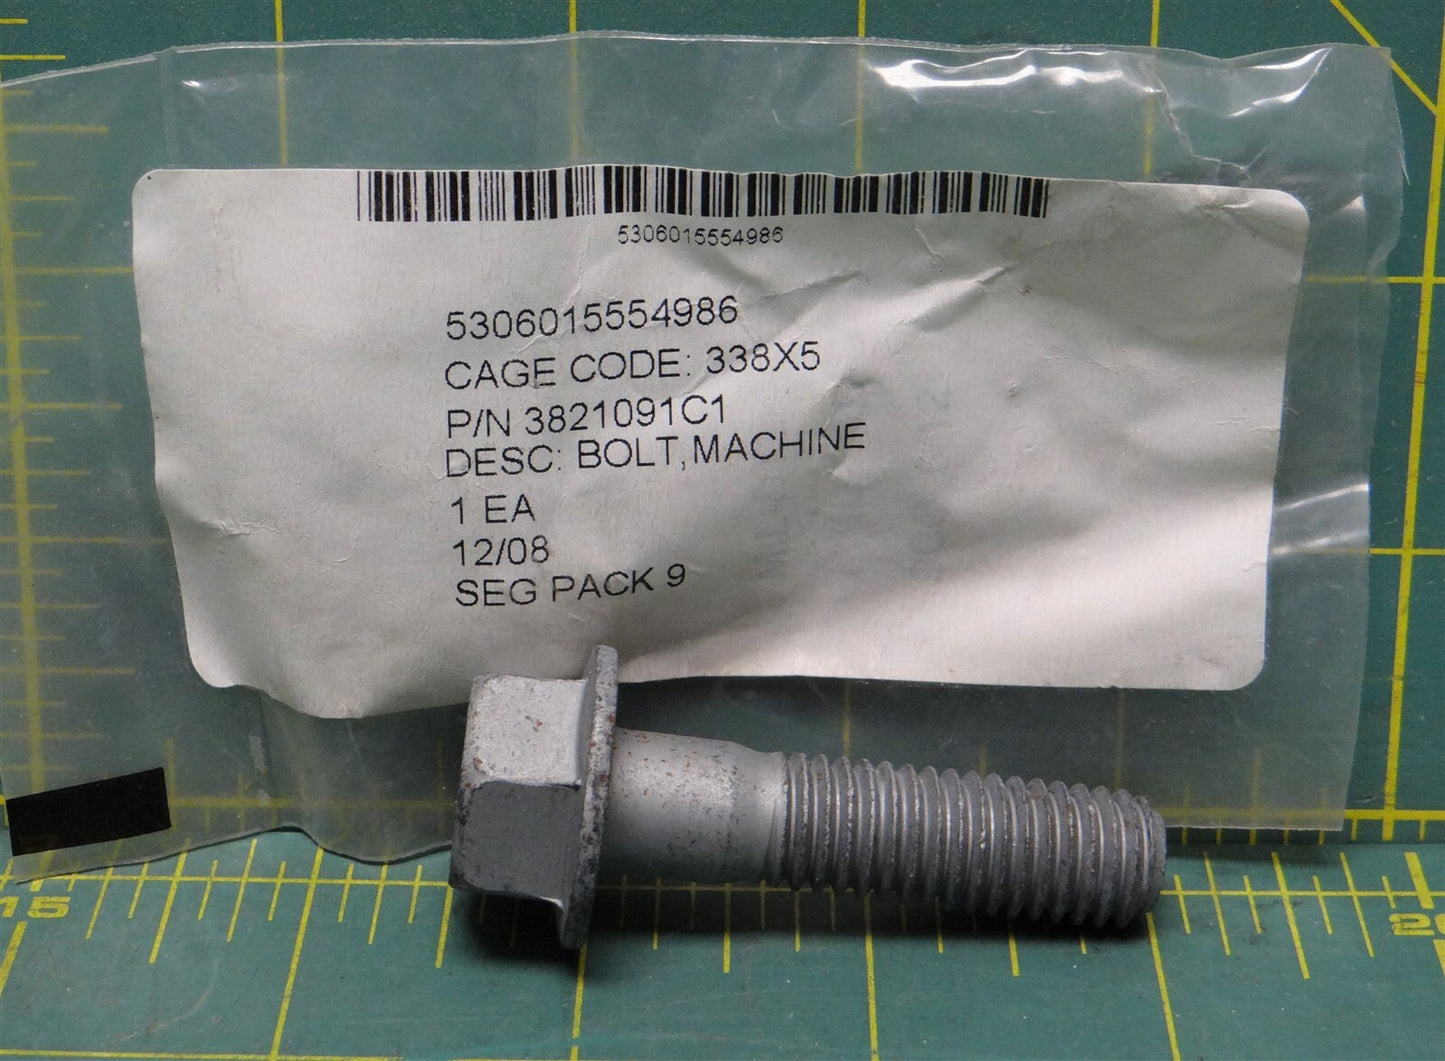 5306015554986
5306015554986
CAGE CODE: 338X5
P/N 3821091C1
DESC: BOLT,MACHINE
1 EA
12/08
SEG PACK 9
15
20